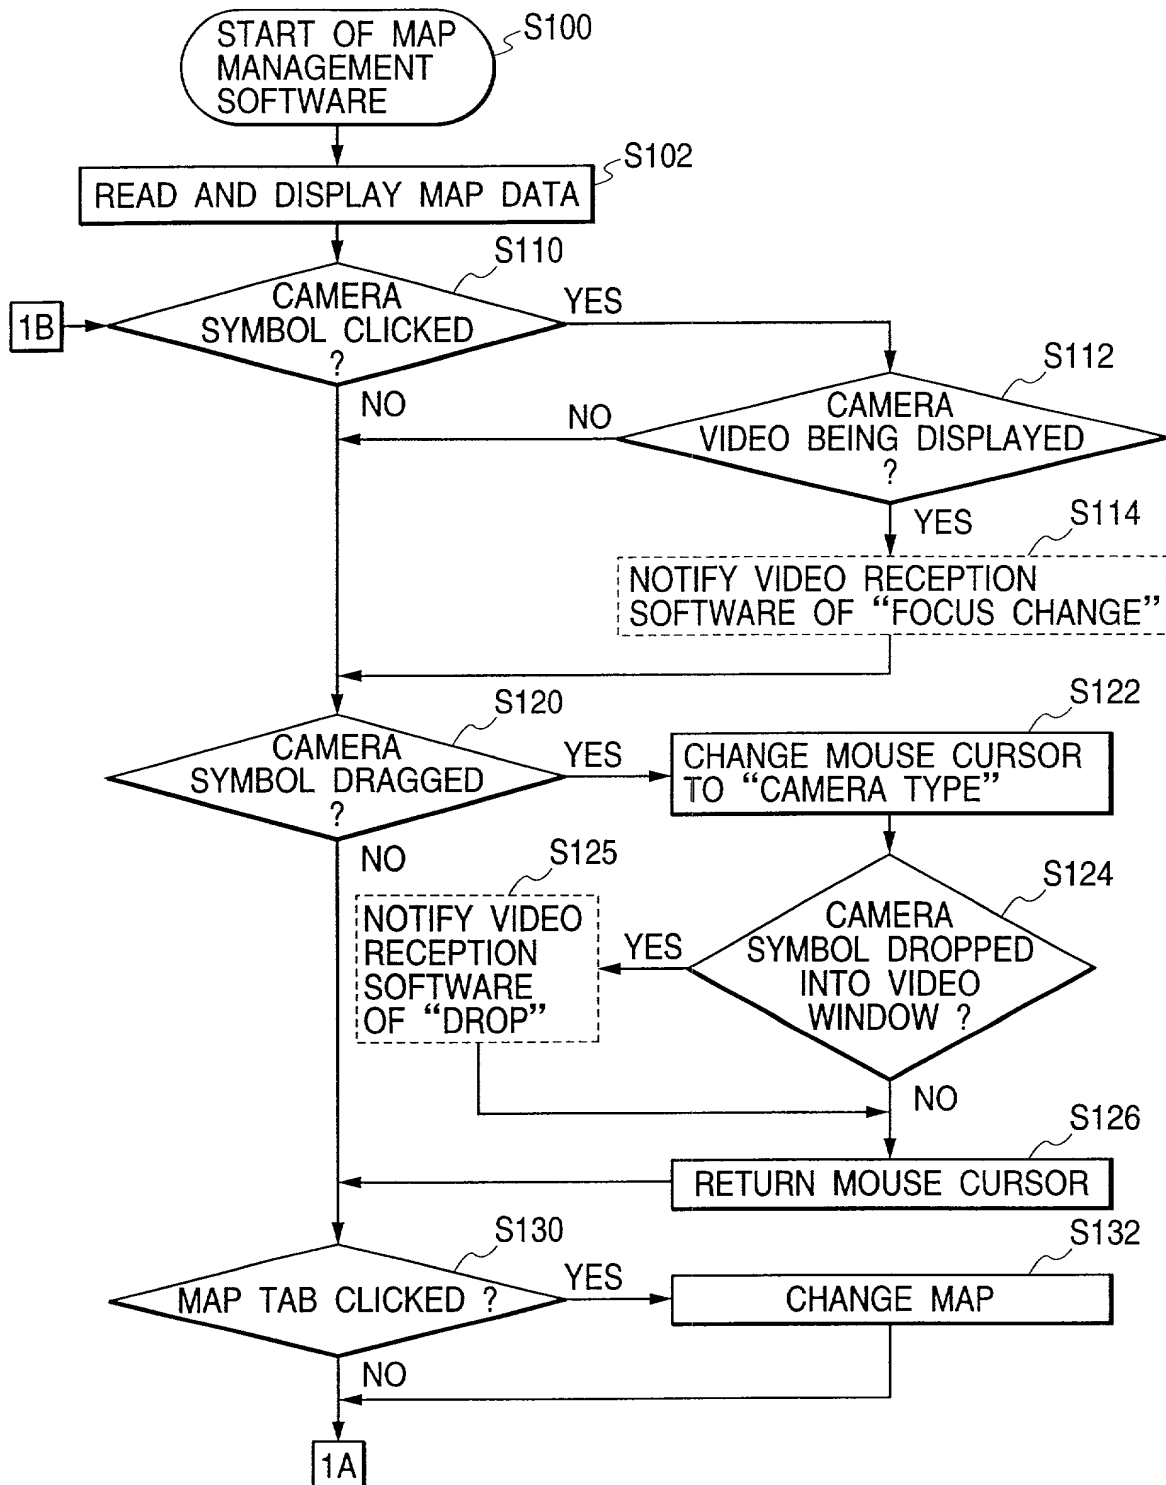 START OF MAP
MANAGEMENT
SOFTWARE
S100
S102
READ AND DISPLAY MAP DATA
S110
CAMERA
SYMBOL CLICKED
?
YES
1B
NO
S112
CAMERA
VIDEO BEING DISPLAYED
?
NO
YES
S114
NOTIFY VIDEO RECEPTION
SOFTWARE OF “FOCUS CHANGE”
S120
CAMERA
SYMBOL DRAGGED
?
YES
NO
S122
CHANGE MOUSE CURSOR
TO “CAMERA TYPE”
S124
CAMERA
SYMBOL DROPPED
INTO VIDEO
WINDOW ?
YES
NO
S125
NOTIFY VIDEO
RECEPTION
SOFTWARE
OF “DROP”
S126
RETURN MOUSE CURSOR
S130
MAP TAB CLICKED ?
YES
NO
S132
CHANGE MAP
1A